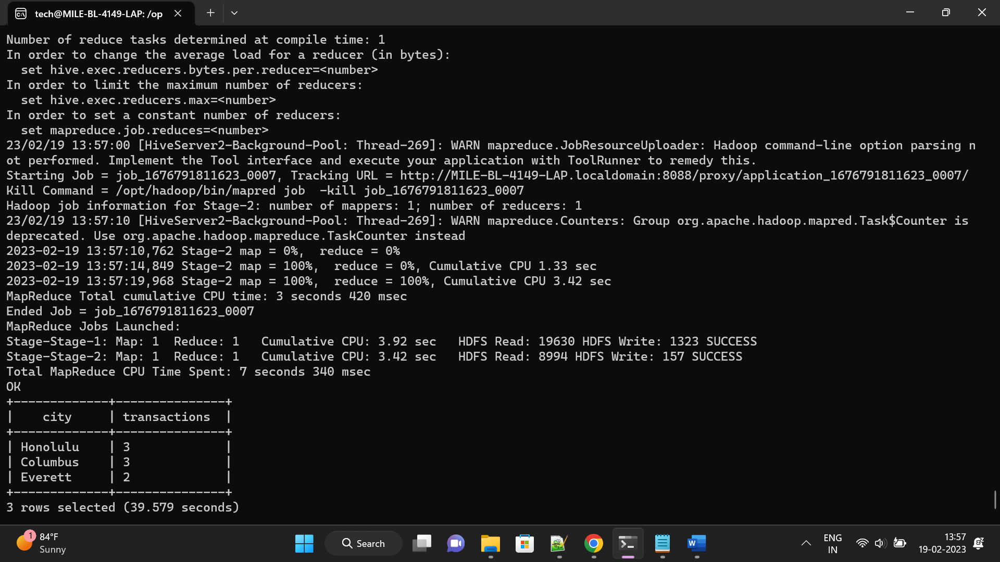 tech@MILE-BL-4149-LAP: /op
Number of reduce tasks determined at compile time: 1
In order to change the average load for a reducer (in bytes):
  set hive.exec.reducers.bytes.per.reducer=<number>
In order to limit the maximum number of reducers:
  set hive.exec.reducers.max=<number>
In order to set a constant number of reducers:
  set mapreduce.job.reduces=<number>
23/02/19 13:57:00 [HiveServer2-Background-Pool: Thread-269]: WARN mapreduce.JobResourceUploader: Hadoop command-line option parsing n
ot performed. Implement the Tool interface and execute your application with ToolRunner to remedy this.
Starting Job = job_1676791811623_0007, Tracking URL = http://MILE-BL-4149-LAP.localdomain:8088/proxy/application_1676791811623_0007/
Kill Command = /opt/hadoop/bin/mapred job  -kill job_1676791811623_0007
Hadoop job information for Stage-2: number of mappers: 1; number of reducers: 1
23/02/19 13:57:10 [HiveServer2-Background-Pool: Thread-269]: WARN mapreduce.Counters: Group org.apache.hadoop.mapred.Task$Counter is
deprecated. Use org.apache.hadoop.mapreduce.TaskCounter instead
2023-02-19 13:57:10,762 Stage-2 map = 0%,  reduce = 0%
2023-02-19 13:57:14,849 Stage-2 map = 100%,  reduce = 0%, Cumulative CPU 1.33 sec
2023-02-19 13:57:19,968 Stage-2 map = 100%,  reduce = 100%, Cumulative CPU 3.42 sec
MapReduce Total cumulative CPU time: 3 seconds 420 msec
Ended Job = job_1676791811623_0007
MapReduce Jobs Launched:
Stage-Stage-1: Map: 1  Reduce: 1   Cumulative CPU: 3.92 sec   HDFS Read: 19630 HDFS Write: 1323 SUCCESS
Stage-Stage-2: Map: 1  Reduce: 1   Cumulative CPU: 3.42 sec   HDFS Read: 8994 HDFS Write: 157 SUCCESS
Total MapReduce CPU Time Spent: 7 seconds 340 msec
OK
+-------------+---------------+
|    city     | transactions  |
+-------------+---------------+
| Honolulu    | 3             |
| Columbus    | 3             |
| Everett     | 2             |
+-------------+---------------+
3 rows selected (39.579 seconds)
1
84°F
Sunny
Search
ENG
IN
13:57
19-02-2023